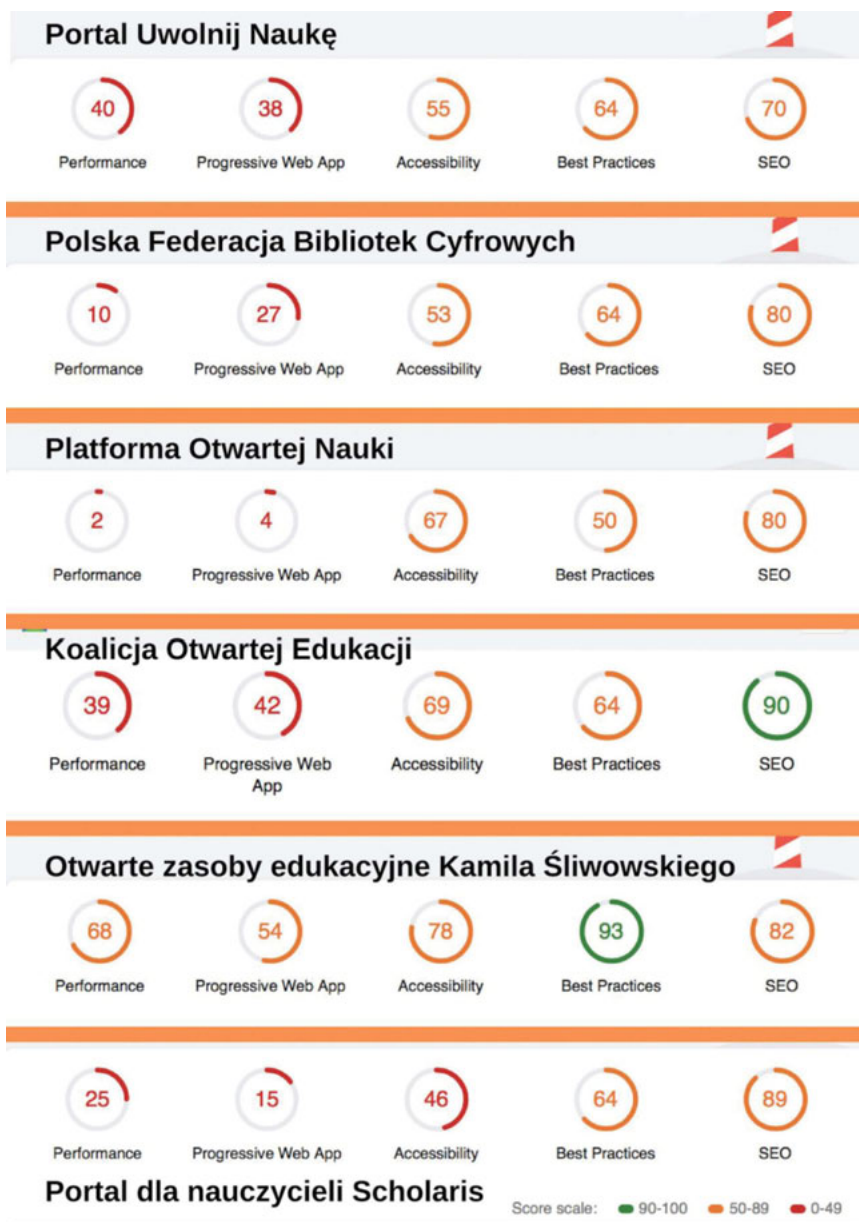 Portal Uwolnij Naukę
40 38 55 64 70
Performance Progressive Web App Accessibility Best Practices SEO
Polska Federacja Bibliotek Cyfrowych
10 27 53 64 80
Performance Progressive Web App Accessibility Best Practices SEO
Platforma Otwartej Nauki
2 4 67 50 80
Performance Progressive Web App Accessibility Best Practices SEO
Koalicja Otwartej Edukacji
39 42 69 64 90
Performance Progressive Web App Accessibility Best Practices SEO
Otwarte zasoby edukacyjne Kamila Śliwowskiego
68 54 78 93 82
Performance Progressive Web App Accessibility Best Practices SEO
25 15 46 64 89
Performance Progressive Web App Accessibility Best Practices SEO
Portal dla nauczycieli Scholaris
Score scale: 90-100 50-89 0-49